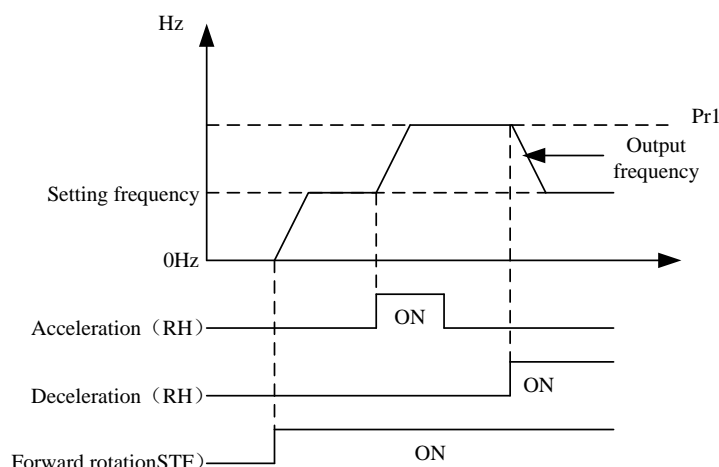 Hz
Pr1
Output
frequency
Setting frequency
0Hz
Acceleration（RH）
ON
Deceleration（RH）
ON
Forward rotationSTF）
ON